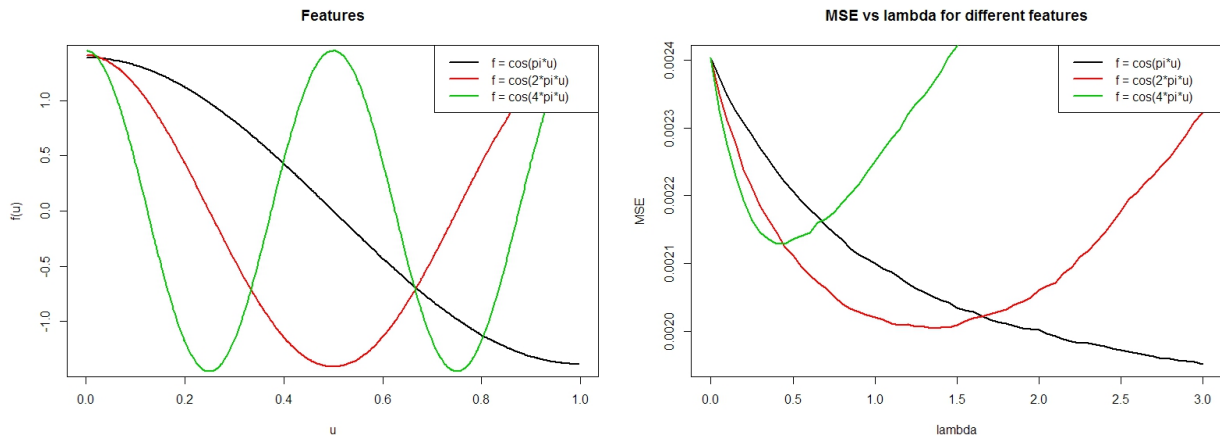 Features
f(u)
1.0
0.5
0.0
-0.5
-1.0
f = cos(pi*u)
f = cos(2*pi*u)
f = cos(4*pi*u)
0.0 0.2 0.4 0.6 0.8 1.0
u
MSE vs lambda for different features
MSE
0.0024
0.0023
0.0022
0.0021
0.0020
f = cos(pi*u)
f = cos(2*pi*u)
f = cos(4*pi*u)
0.0 0.5 1.0 1.5 2.0 2.5 3.0
lambda